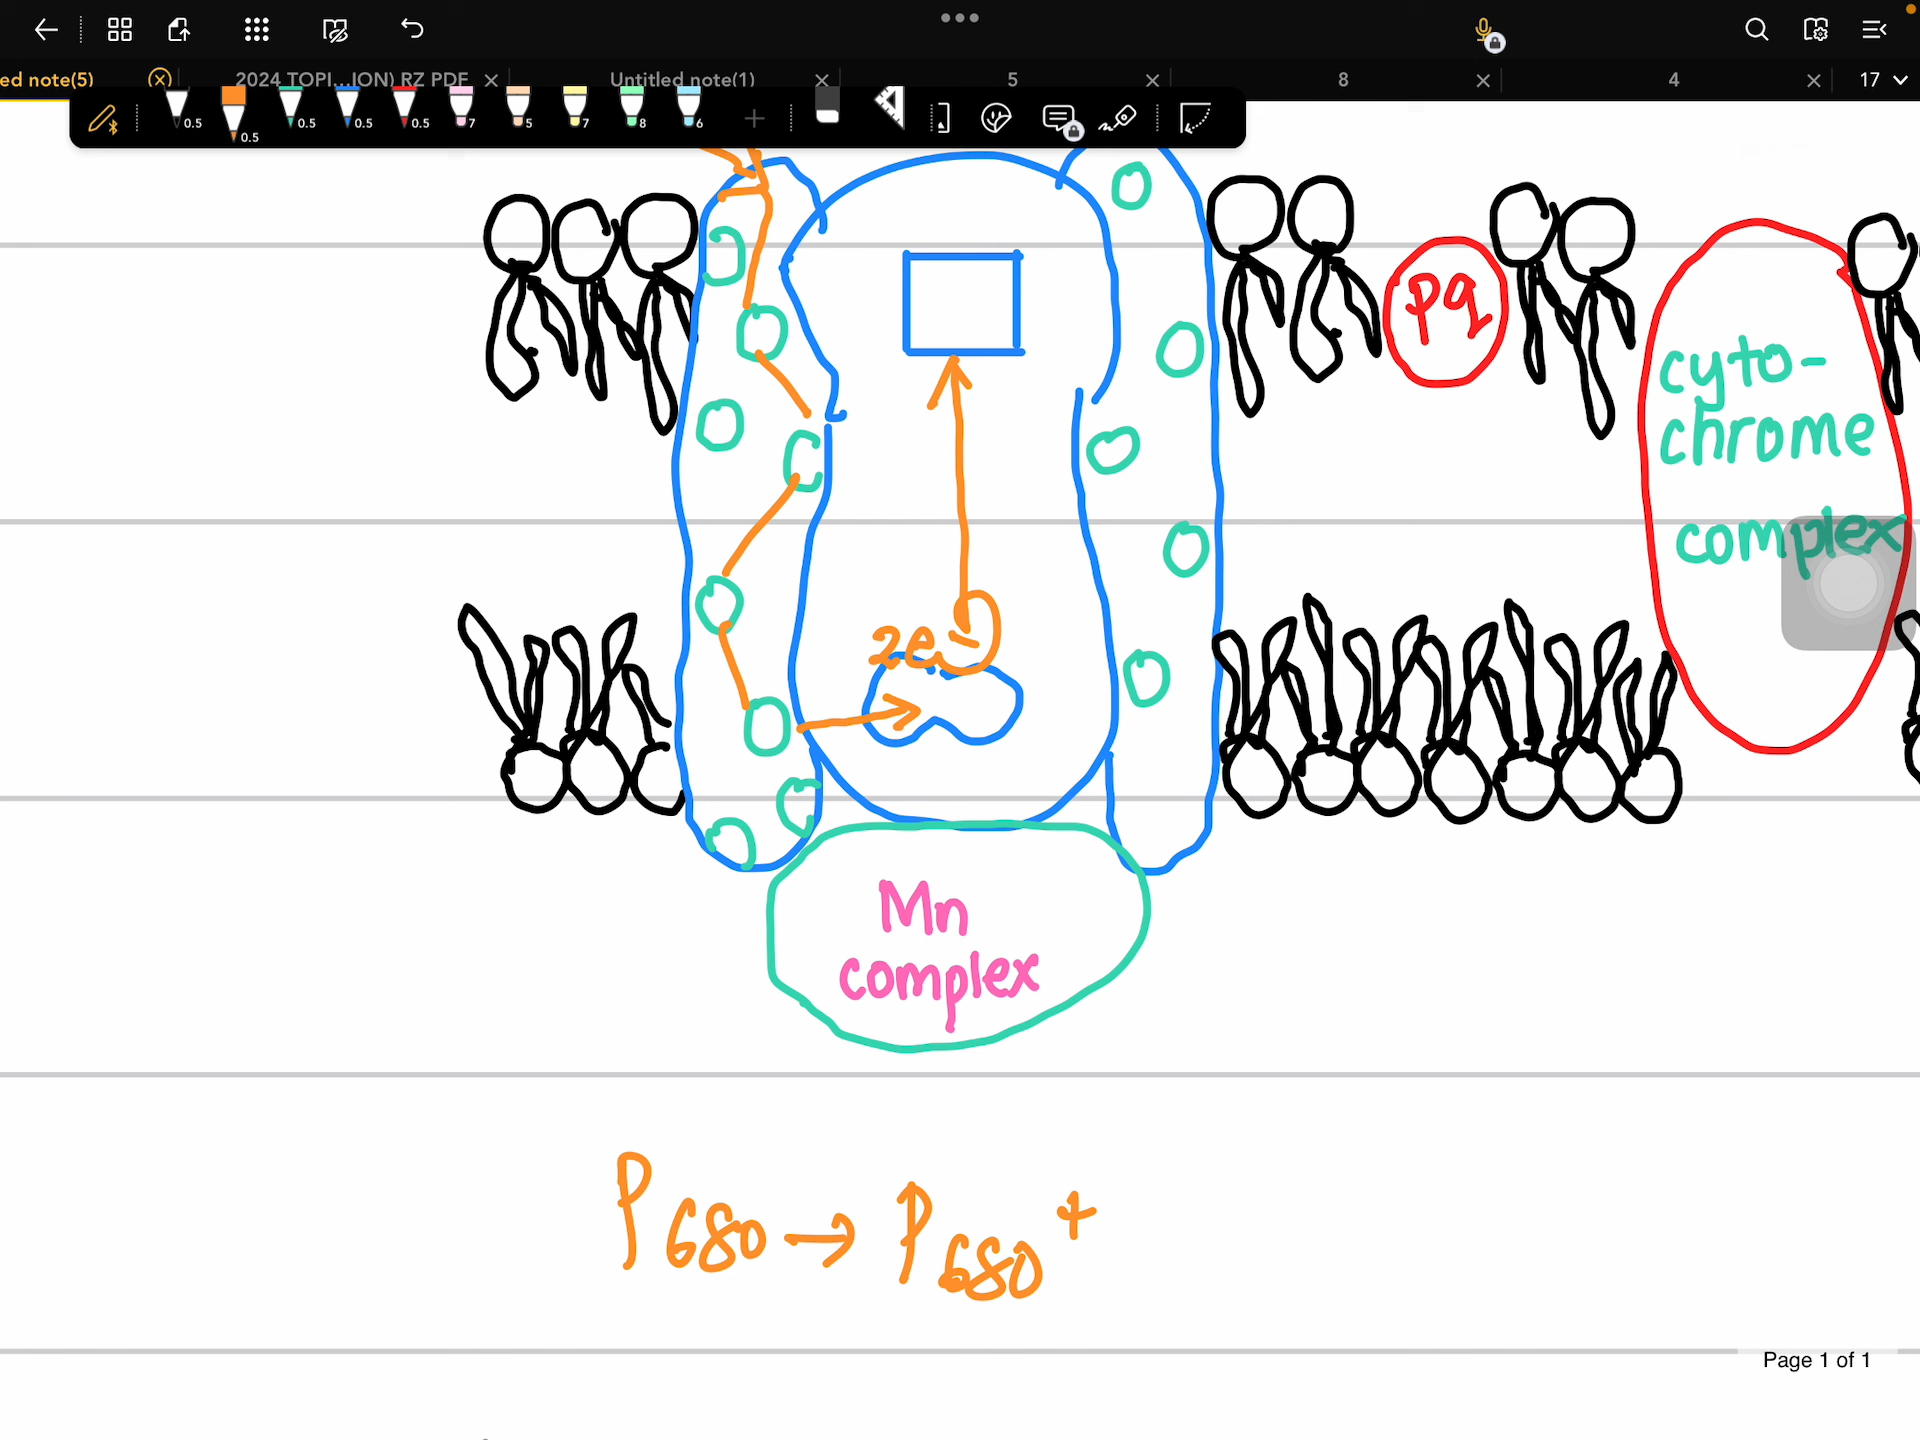 ed note(5)
2024 TOPI...ION) RZ PDF
Untitled note(1)
5
8
4
17
0.5
0.5
0.5
0.5
0.5
7
5
7
8
6
pq
cyto-
chrome
complex
2e-
Mn
complex
P680 → P680+
Page 1 of 1